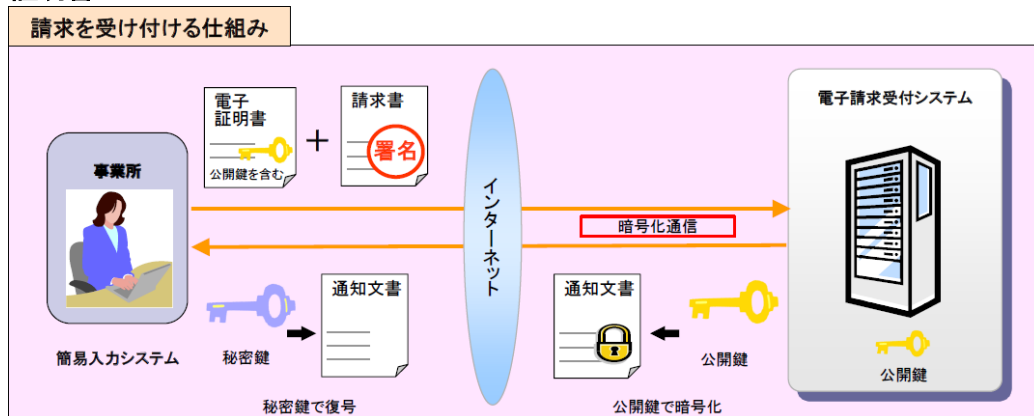 請求を受け付ける仕組み
電子
証明書
公開鍵を含む
＋
請求書
署名
事業所
簡易入力システム
インターネット
電子請求受付システム
暗号化通信
秘密鍵
通知文書
秘密鍵で復号
通知文書
公開鍵
公開鍵で暗号化
公開鍵